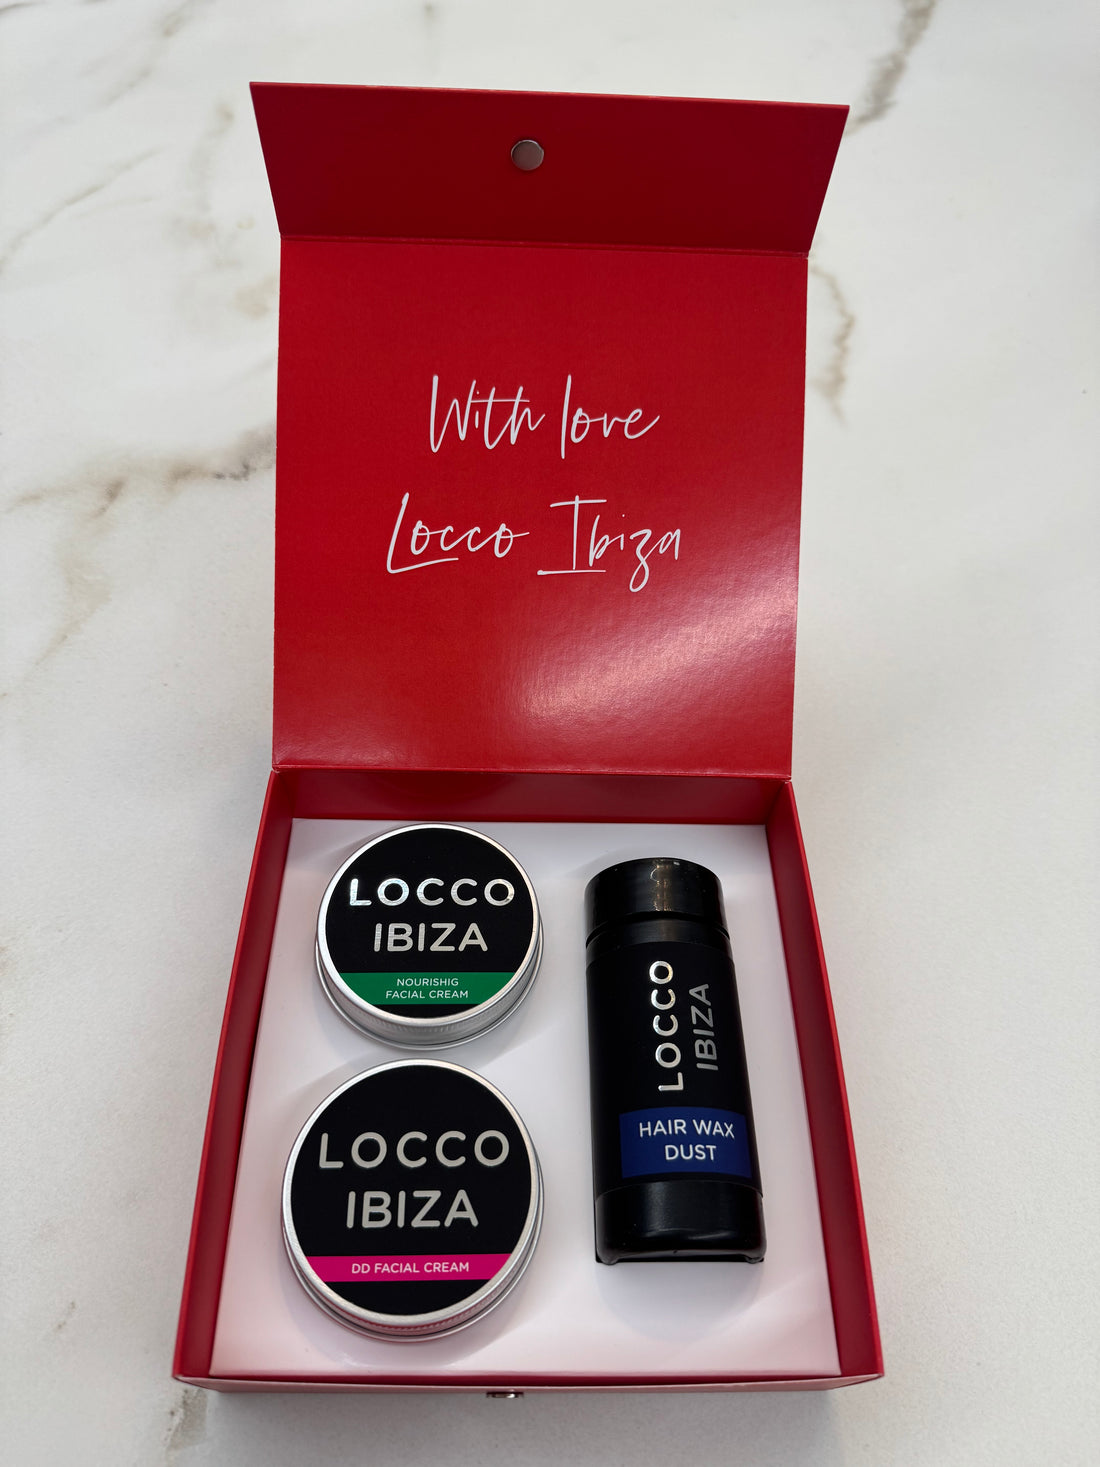 With love
Locco Ibiza
LOCCO
IBIZA
NOURISHIG
FACIAL CREAM
LOCCO
IBIZA
DD FACIAL CREAM
LOCCO
IBIZA
HAIR WAX
DUST